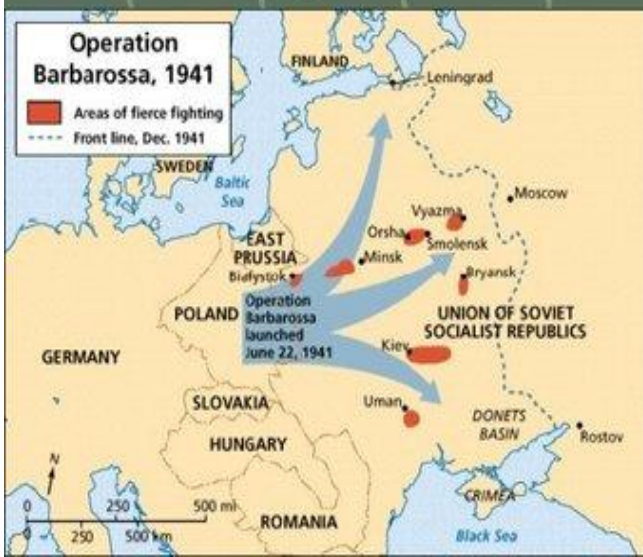 Operation
Barbarossa, 1941
Areas of fierce fighting
Front line, Dec. 1941
FINLAND
Leningrad
SWEDEN
Baltic
Sea
Moscow
Vyazma
Orsha
Smolensk
EAST
PRUSSIA
Minsk
Bialystok
Bryansk
Operation
Barbarossa
launched
June 22, 1941
POLAND
UNION OF SOVIET
SOCIALIST REPUBLICS
GERMANY
Kiev
SLOVAKIA
Uman
DONETS
BASIN
HUNGARY
Rostov
N
CRIMEA
0 250 500 mi
0 250 500 km
ROMANIA
Black Sea